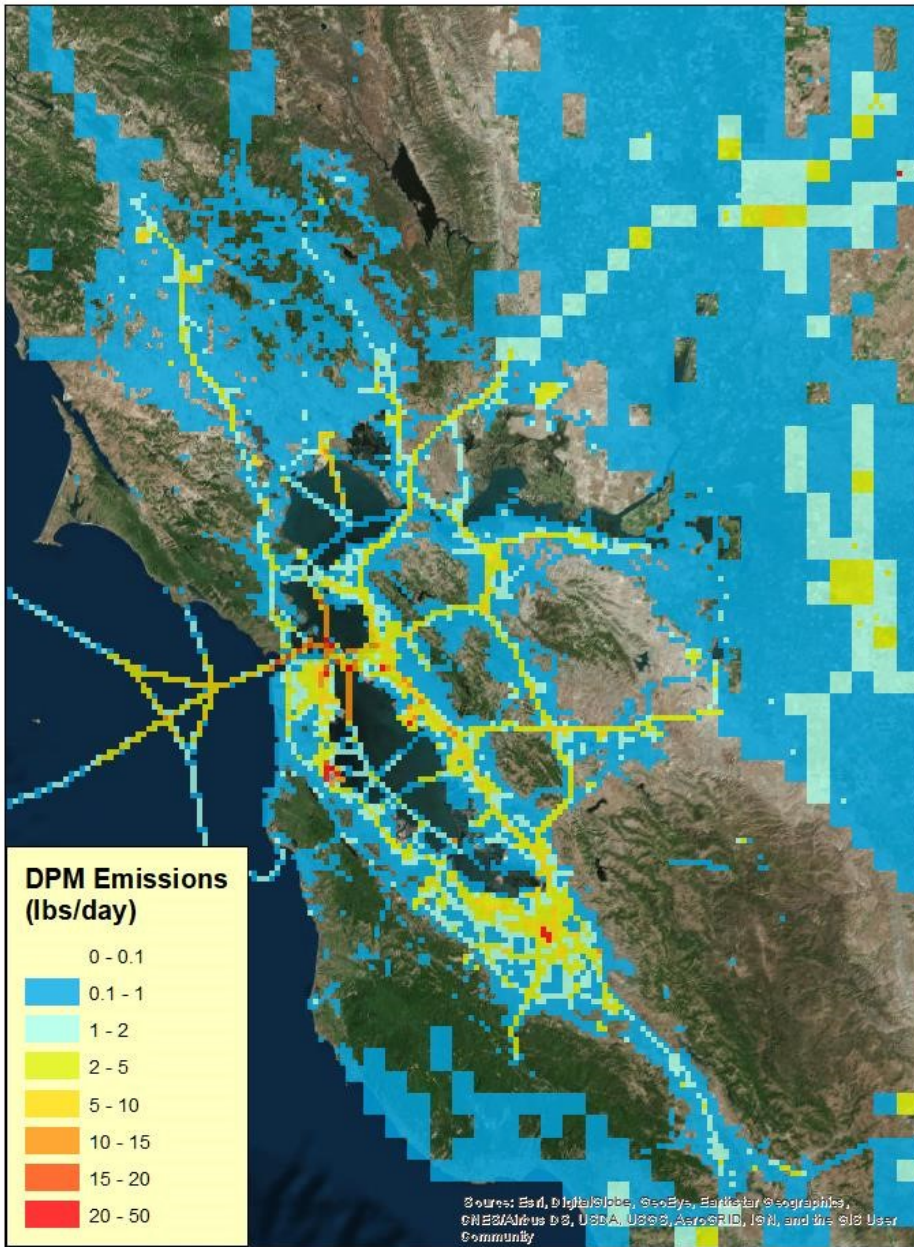 DPM Emissions
(lbs/day)
0 - 0.1
0.1 - 1
1 - 2
2 - 5
5 - 10
10 - 15
15 - 20
20 - 50
Source: Esri, DigitalGlobe, GeoEye, Earthstar Geographics,
CNES/Airbus DS, USDA, USGS, AeroGRID, IGN, and the GIS User
Community